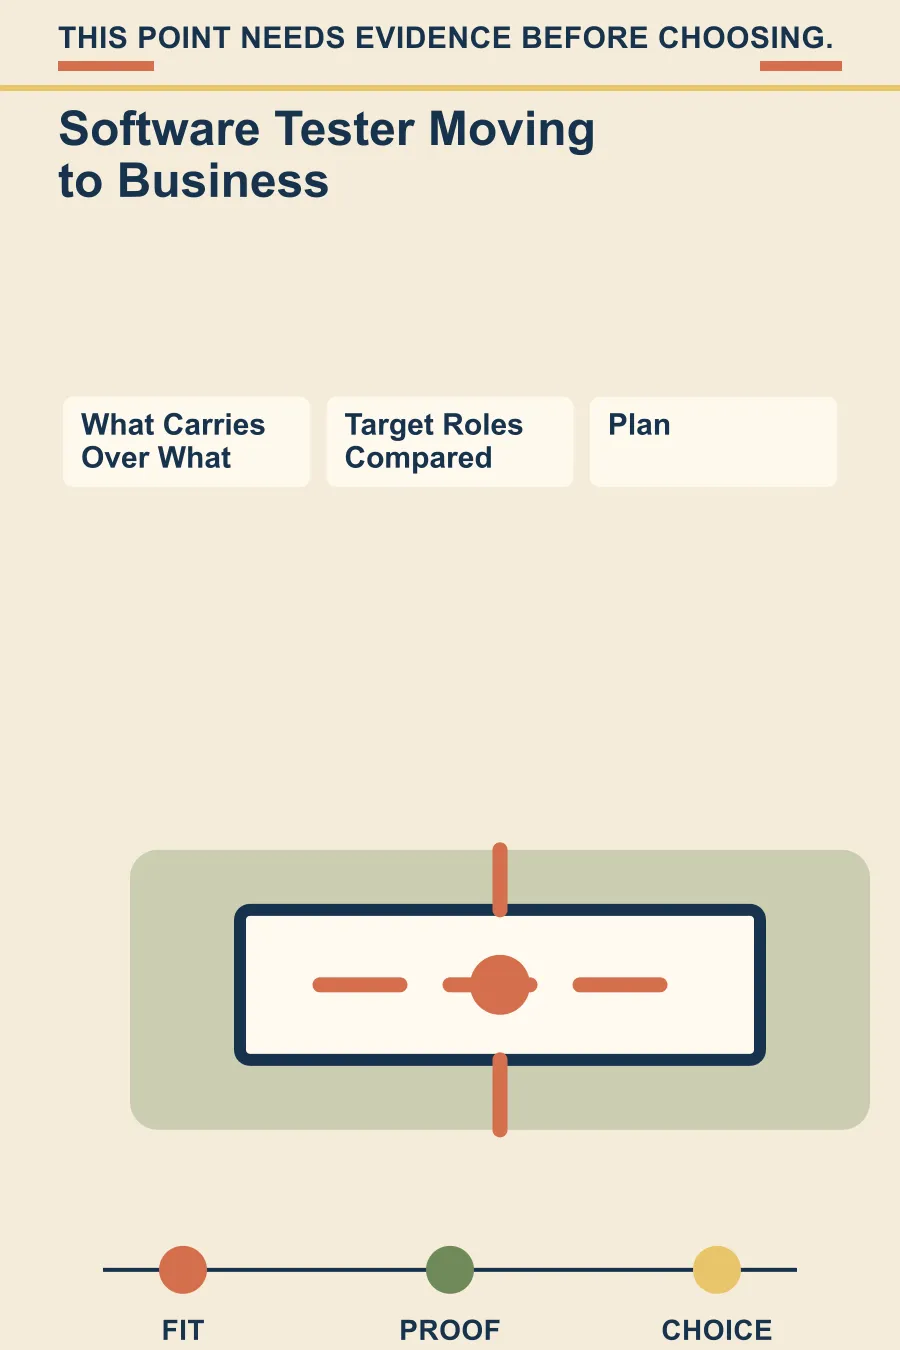 THIS POINT NEEDS EVIDENCE BEFORE CHOOSING.
Software Tester Moving
to Business
What Carries
Over What
Target Roles
Compared
Plan
FIT
PROOF
CHOICE